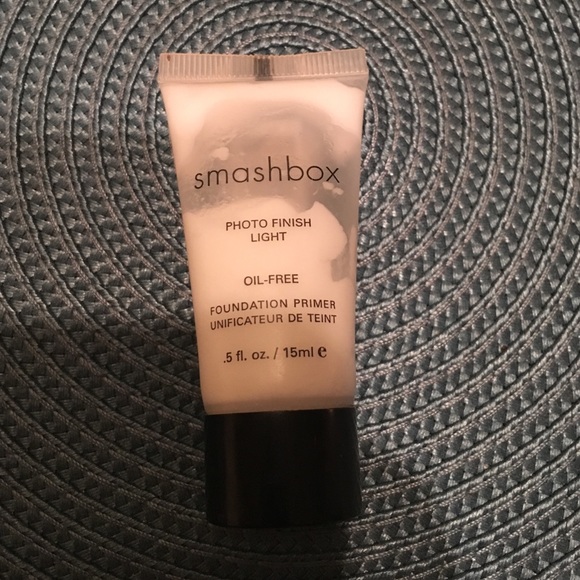 smashbox
PHOTO FINISH
LIGHT
OIL-FREE
FOUNDATION PRIMER
UNIFICATEUR DE TEINT
.5 fl. oz. / 15ml ℮